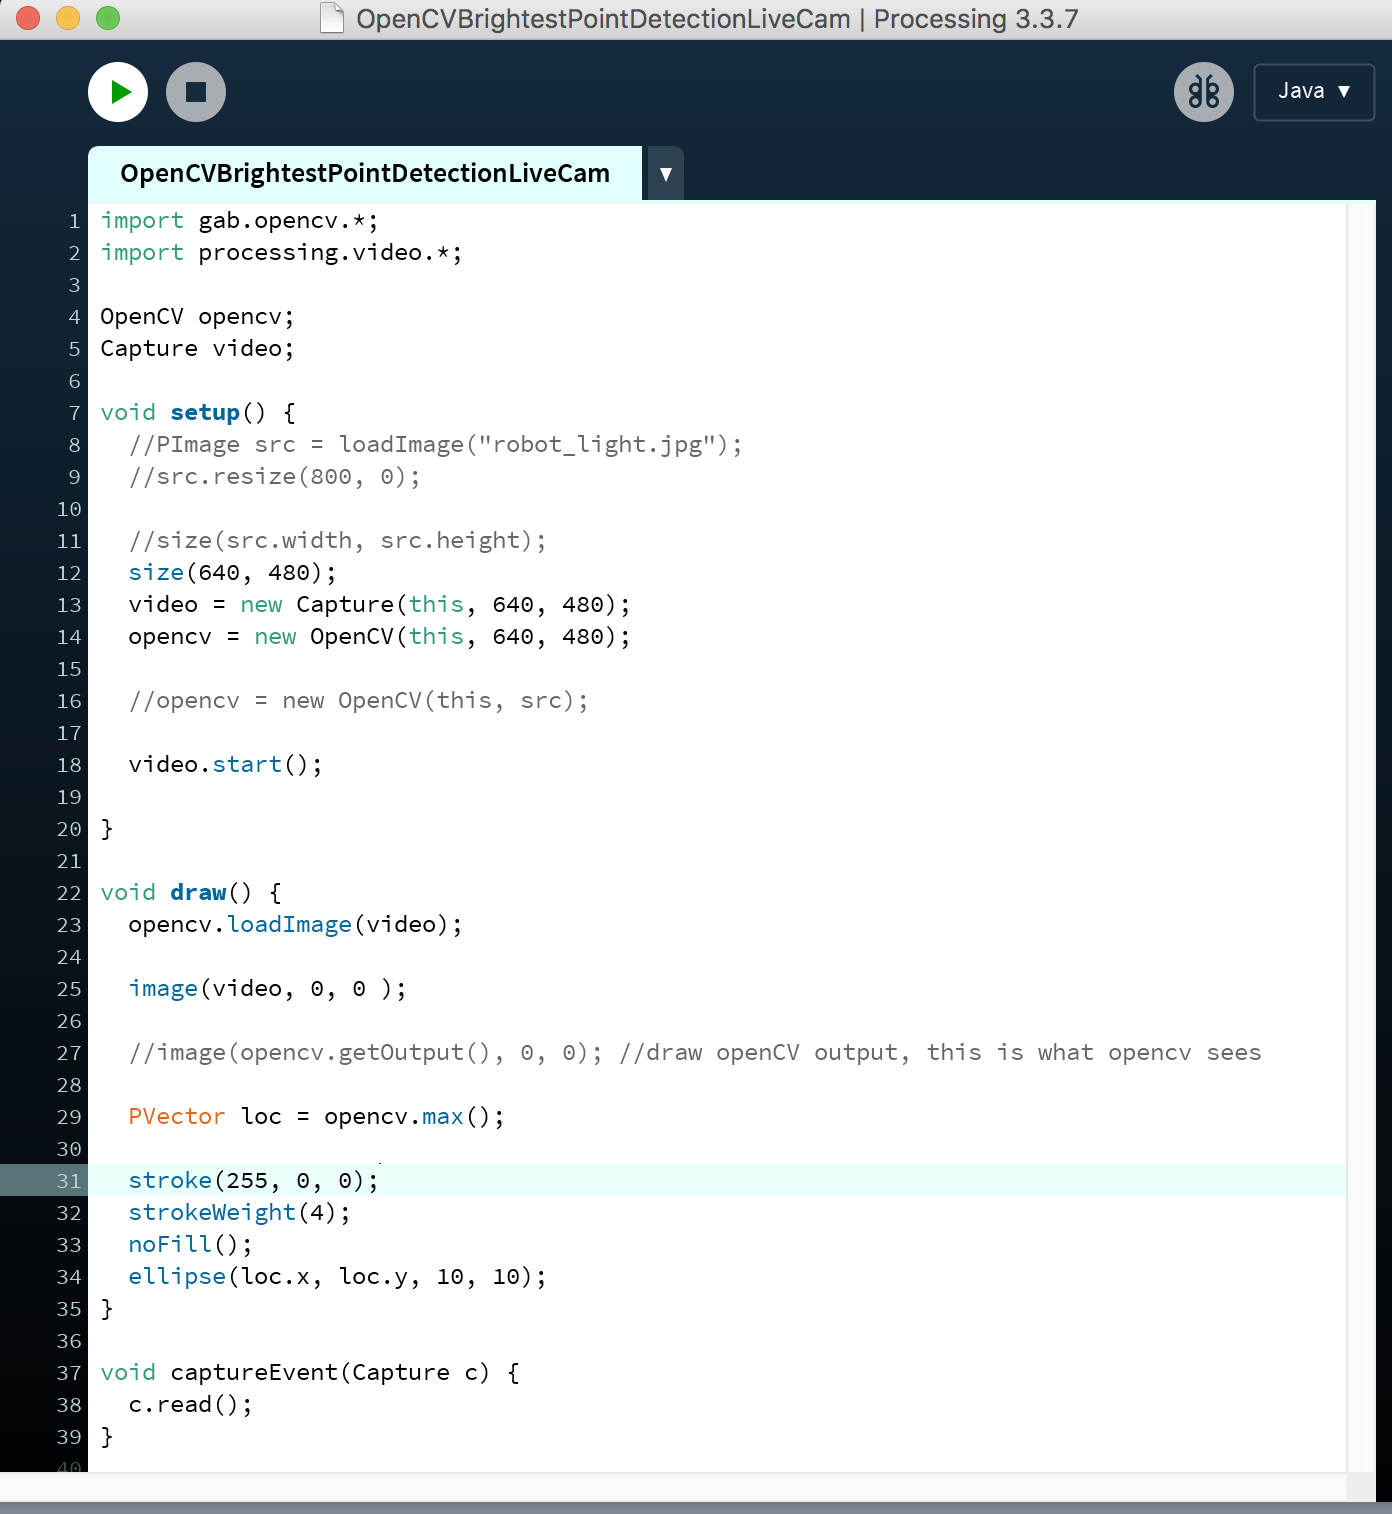 OpenCVBrightestPointDetectionLiveCam | Processing 3.3.7
Java ▼
OpenCVBrightestPointDetectionLiveCam ▼
1 import gab.opencv.*;
2 import processing.video.*;
3
4 OpenCV opencv;
5 Capture video;
6
7 void setup() {
8   //PImage src = loadImage("robot_light.jpg");
9   //src.resize(800, 0);
10
11   //size(src.width, src.height);
12   size(640, 480);
13   video = new Capture(this, 640, 480);
14   opencv = new OpenCV(this, 640, 480);
15
16   //opencv = new OpenCV(this, src);
17
18   video.start();
19
20 }
21
22 void draw() {
23   opencv.loadImage(video);
24
25   image(video, 0, 0 );
26
27   //image(opencv.getOutput(), 0, 0); //draw openCV output, this is what opencv sees
28
29   PVector loc = opencv.max();
30
31   stroke(255, 0, 0);
32   strokeWeight(4);
33   noFill();
34   ellipse(loc.x, loc.y, 10, 10);
35 }
36
37 void captureEvent(Capture c) {
38   c.read();
39 }
40